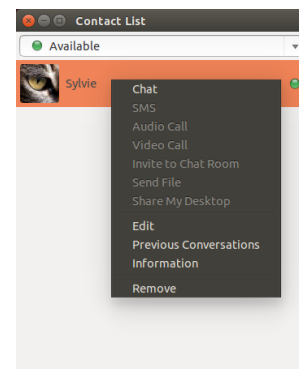 Contact List
Available
Sylvie
Chat
SMS
Audio Call
Video Call
Invite to Chat Room
Send File
Share My Desktop
Edit
Previous Conversations
Information
Remove